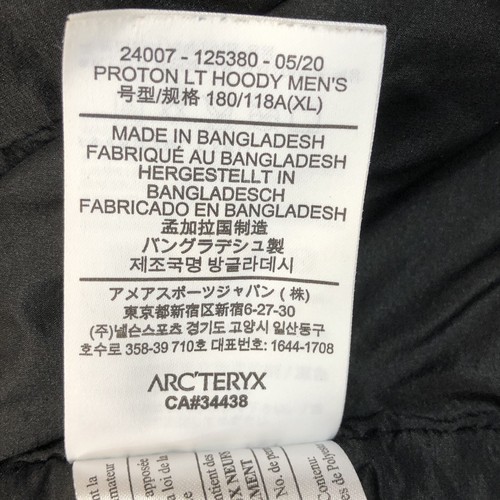 24007 - 125380 - 05/20
PROTON LT HOODY MEN'S
号型/规格 180/118A(XL)
MADE IN BANGLADESH
FABRIQUÉ AU BANGLADESH
HERGESTELLT IN
BANGLADESCH
FABRICADO EN BANGLADESH
孟加拉国制造
バングラデシュ製
제조국명 방글라데시
アメアスポーツジャパン (株)
東京都新宿区新宿6-27-30
(주)넬슨스포츠 경기도 고양시 일산동구
호수로 358-39 710호 대표번호: 1644-1708
ARC'TERYX
CA#34438